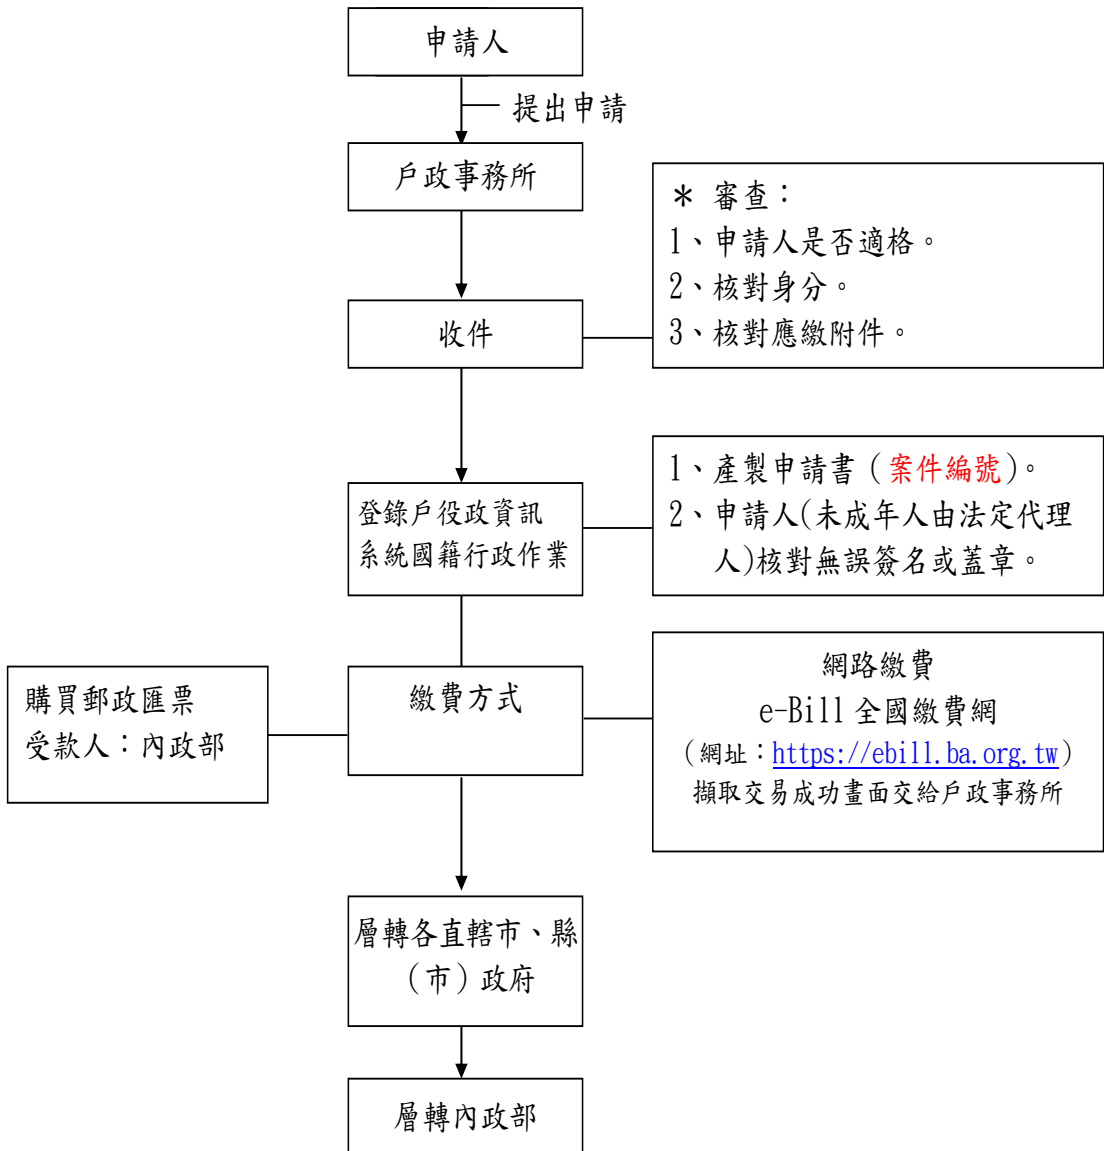 申請人
提出申請
戶政事務所
＊ 審查：
1、申請人是否適格。
2、核對身分。
3、核對應繳附件。
收件
1、產製申請書（案件編號）。
2、申請人(未成年人由法定代理
人)核對無誤簽名或蓋章。
登錄戶役政資訊
系統國籍行政作業
購買郵政匯票
受款人：內政部
繳費方式
網路繳費
e-Bill 全國繳費網
（網址：https://ebill.ba.org.tw）
擷取交易成功畫面交給戶政事務所
層轉各直轄市、縣
（市）政府
層轉內政部